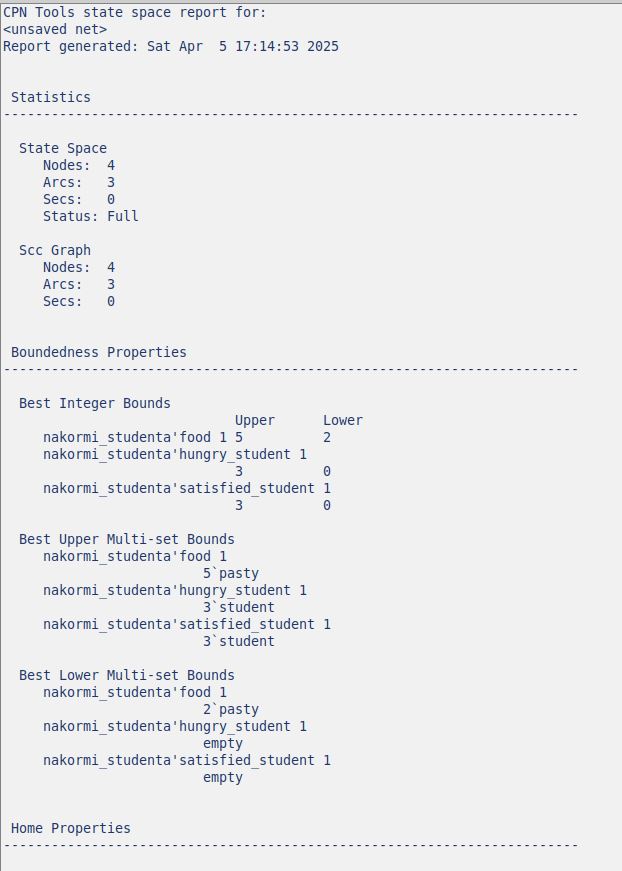 CPN Tools state space report for:
<unsaved net>
Report generated: Sat Apr  5 17:14:53 2025
Statistics
------------------------------------------------------------------------
State Space
Nodes:  4
Arcs:   3
Secs:   0
Status: Full
Scc Graph
Nodes:  4
Arcs:   3
Secs:   0
Boundedness Properties
------------------------------------------------------------------------
Best Integer Bounds
Upper      Lower
nakormi_studenta'food 1 5          2
nakormi_studenta'hungry_student 1
3          0
nakormi_studenta'satisfied_student 1
3          0
Best Upper Multi-set Bounds
nakormi_studenta'food 1
5`pasty
nakormi_studenta'hungry_student 1
3`student
nakormi_studenta'satisfied_student 1
3`student
Best Lower Multi-set Bounds
nakormi_studenta'food 1
2`pasty
nakormi_studenta'hungry_student 1
empty
nakormi_studenta'satisfied_student 1
empty
Home Properties
------------------------------------------------------------------------